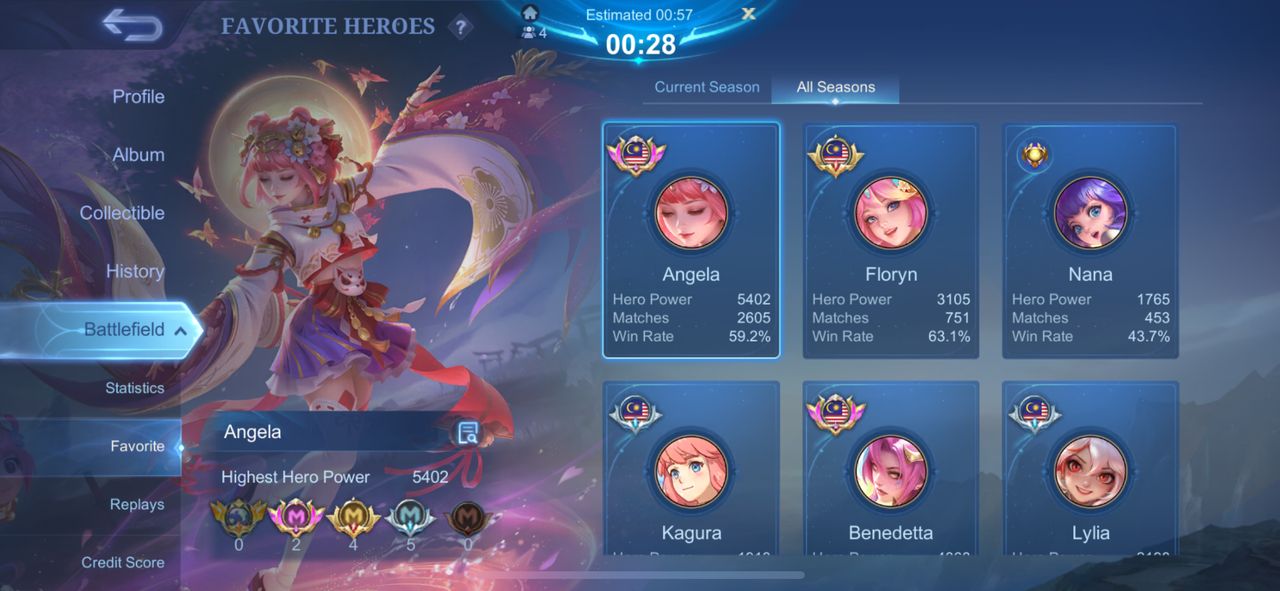 FAVORITE HEROES ?
4
Estimated 00:57
00:28
X
Current Season
All Seasons
Profile
Album
Collectible
History
Battlefield
Statistics
Favorite
Replays
Credit Score
Angela
Highest Hero Power 5402
0 2 4 5 0
Angela
Hero Power 5402
Matches 2605
Win Rate 59.2%
Floryn
Hero Power 3105
Matches 751
Win Rate 63.1%
Nana
Hero Power 1765
Matches 453
Win Rate 43.7%
Kagura
Benedetta
Lylia